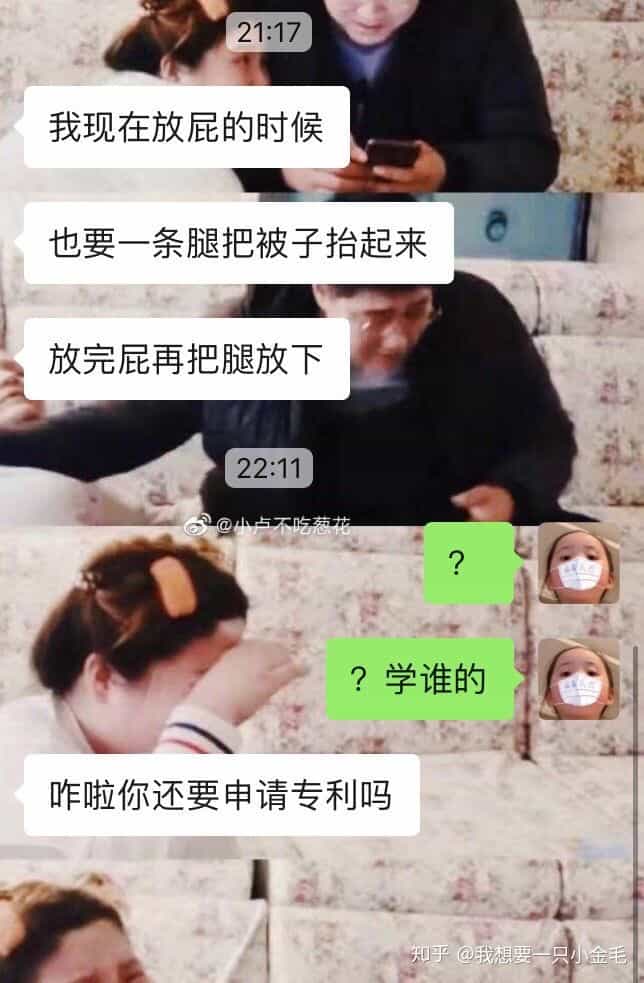 21:17
我现在放屁的时候
也要一条腿把被子抬起来
放完屁再把腿放下
22:11
@小卢不吃葱花
?
? 学谁的
咋啦你还要申请专利吗
知乎 @我想要一只小金毛